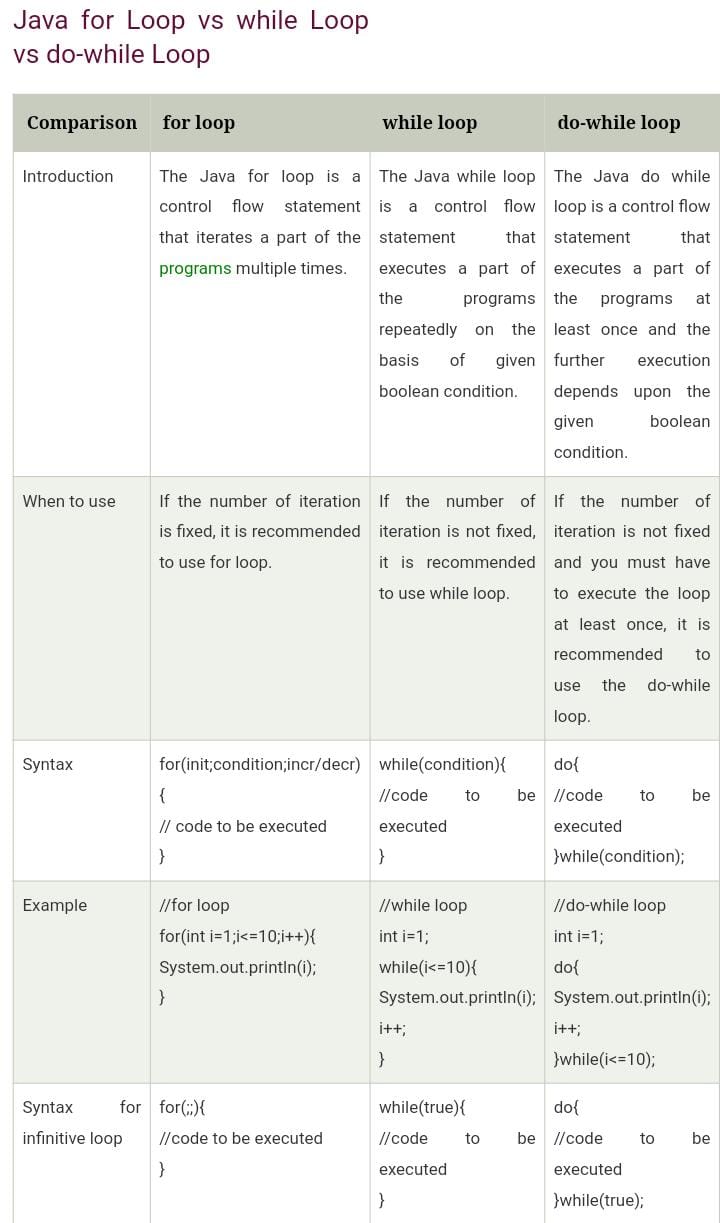 Java for Loop vs while Loop
vs do-while Loop
Comparison
for loop
while loop
do-while loop
Introduction
The Java for loop is a
control flow statement
that iterates a part of the
programs multiple times.
The Java while loop
is a control flow
statement that
executes a part of
the programs
repeatedly on the
basis of given
boolean condition.
The Java do while
loop is a control flow
statement that
executes a part of
the programs at
least once and the
further execution
depends upon the
given boolean
condition.
When to use
If the number of iteration
is fixed, it is recommended
to use for loop.
If the number of
iteration is not fixed,
it is recommended
to use while loop.
If the number of
iteration is not fixed
and you must have
to execute the loop
at least once, it is
recommended to
use the do-while
loop.
Syntax
for(init;condition;incr/decr)
{
// code to be executed
}
while(condition){
//code to be
executed
}
do{
//code to be
executed
}while(condition);
Example
//for loop
for(int i=1;i<=10;i++){
System.out.println(i);
}
//while loop
int i=1;
while(i<=10){
System.out.println(i);
i++;
}
//do-while loop
int i=1;
do{
System.out.println(i);
i++;
}while(i<=10);
Syntax for
infinitive loop
for(;;){
//code to be executed
}
while(true){
//code to be
executed
}
do{
//code to be
executed
}while(true);